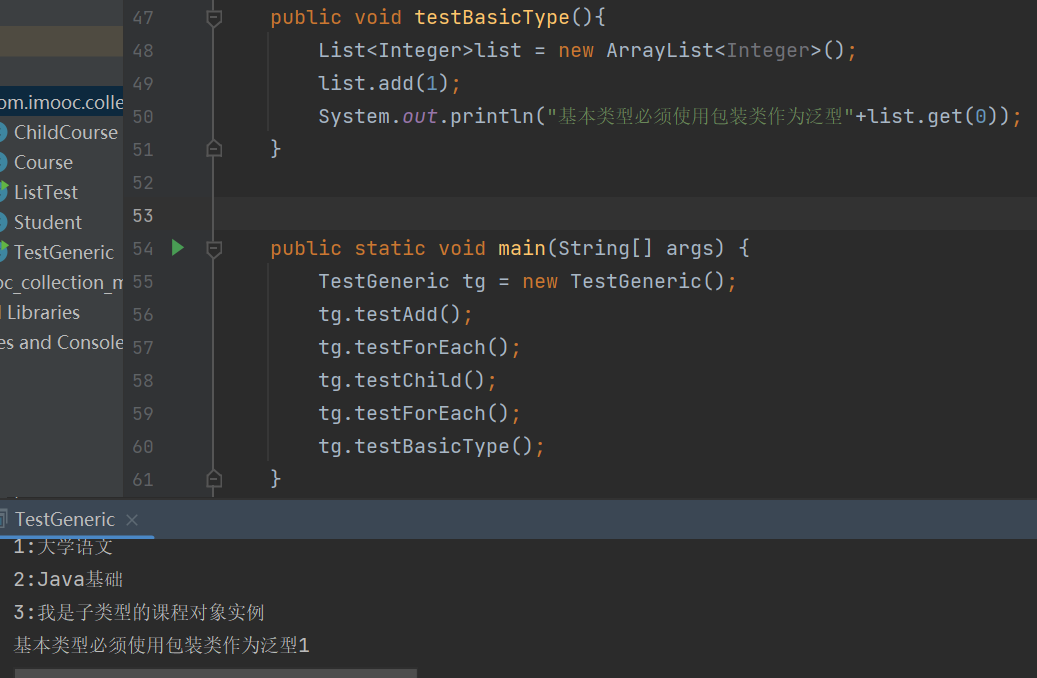 47 public void testBasicType(){
48 List<Integer>list = new ArrayList<Integer>();
49 list.add(1);
50 System.out.println("基本类型必须使用包装类作为泛型"+list.get(0));
51 }
52
53
54 public static void main(String[] args) {
55 TestGeneric tg = new TestGeneric();
56 tg.testAdd();
57 tg.testForEach();
58 tg.testChild();
59 tg.testForEach();
60 tg.testBasicType();
61 }
om.imooc.colle
ChildCourse
Course
ListTest
Student
TestGeneric
oc_collection_m
Libraries
es and Console
TestGeneric
1:大学语文
2:Java基础
3:我是子类型的课程对象实例
基本类型必须使用包装类作为泛型1